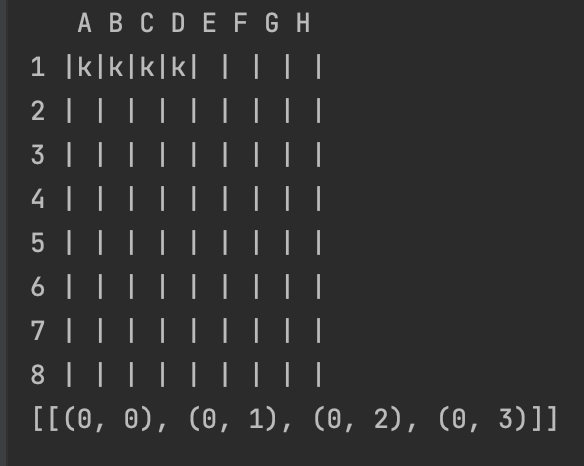 A B C D E F G H
1 |k|k|k|k| | | | |
2 | | | | | | | | |
3 | | | | | | | | |
4 | | | | | | | | |
5 | | | | | | | | |
6 | | | | | | | | |
7 | | | | | | | | |
8 | | | | | | | | |
[[(0, 0), (0, 1), (0, 2), (0, 3)]]